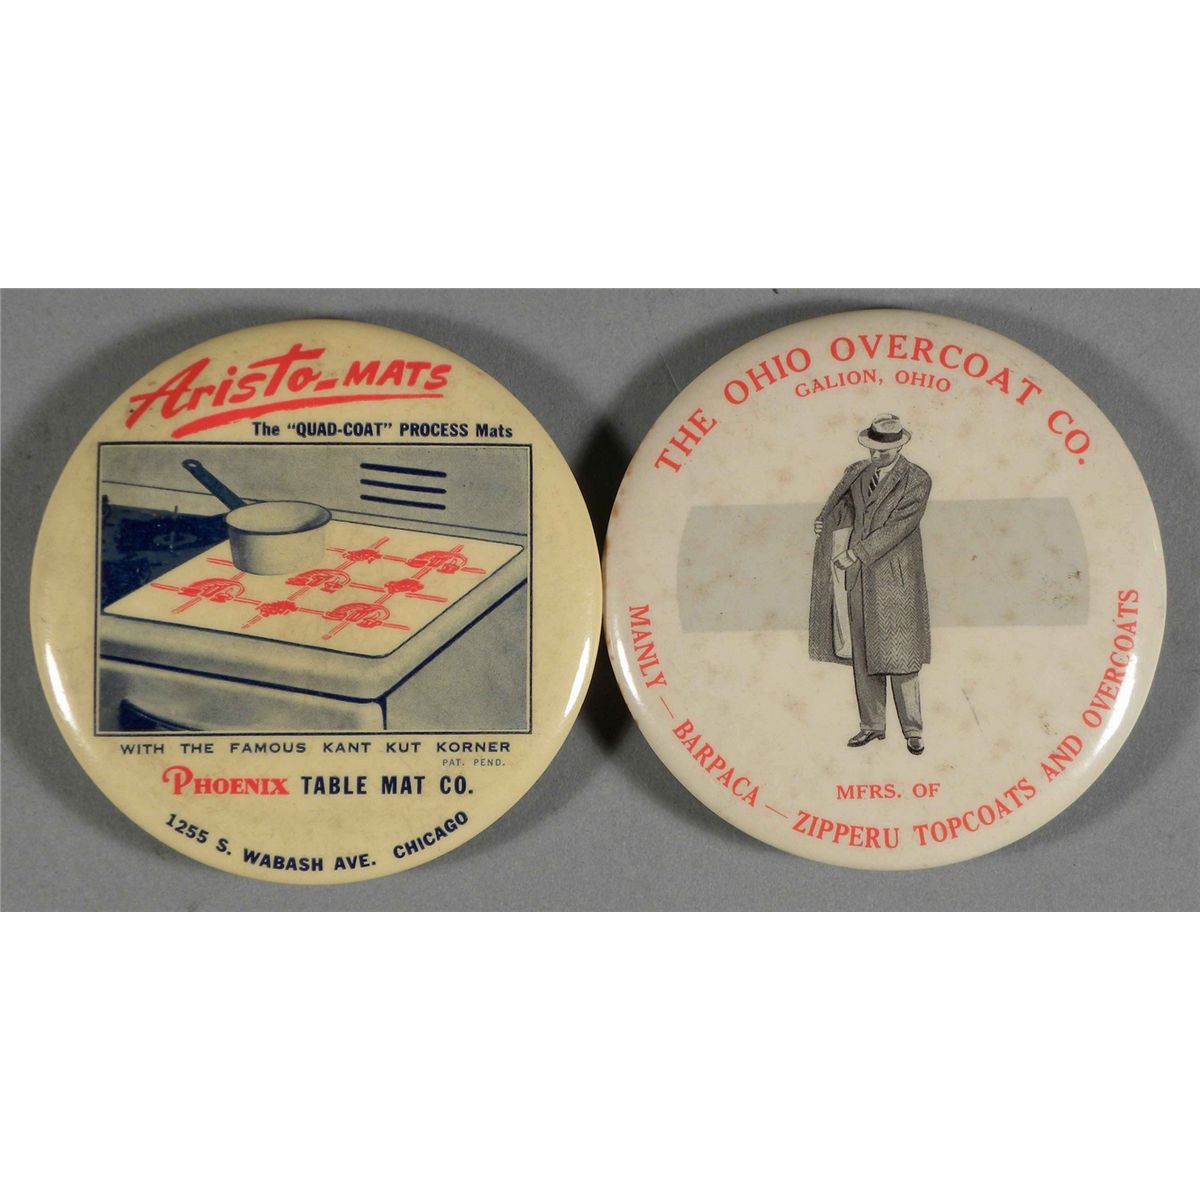 Aristo-MATS
The "QUAD-COAT" PROCESS Mats
WITH THE FAMOUS KANT KUT KORNER
PAT. PEND.
PHOENIX TABLE MAT CO.
1255 S. WABASH AVE. CHICAGO
THE OHIO OVERCOAT CO.
GALION, OHIO
MFRS. OF
MANLY — BARPACA — ZIPPERU TOPCOATS AND OVERCOATS